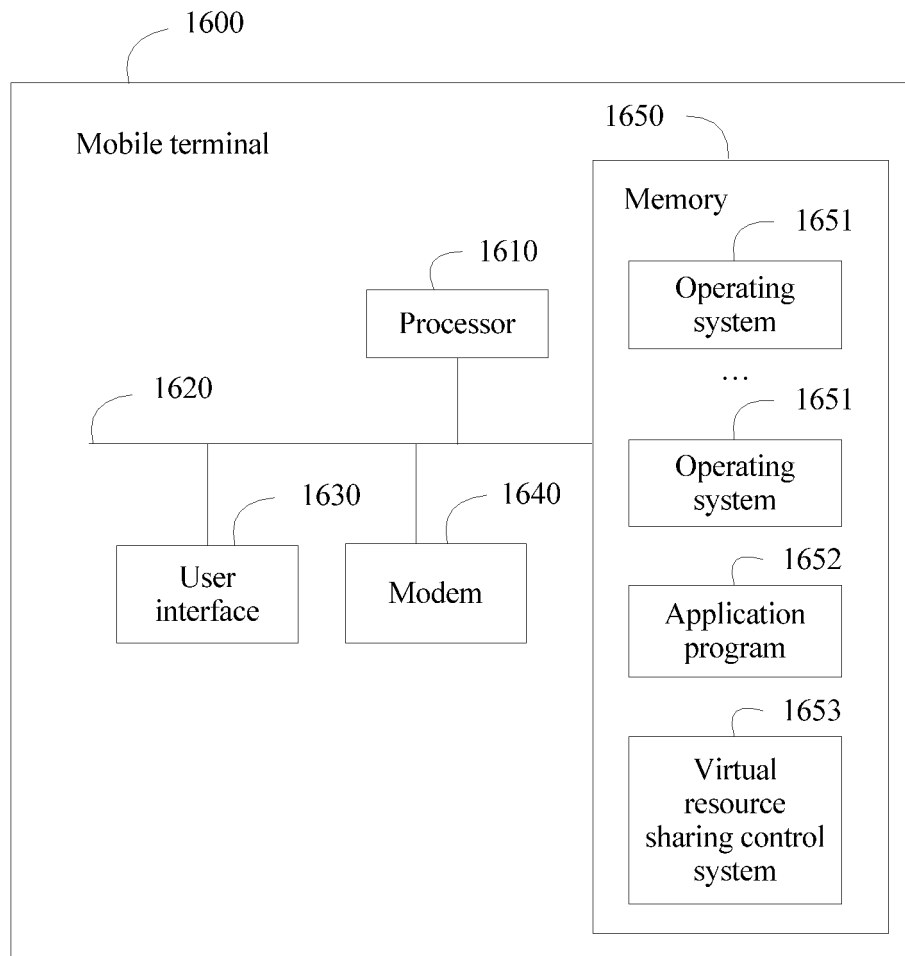 1600
Mobile terminal
1650
Memory
1651
Operating
system
...
1610
Processor
1620
1651
Operating
system
1630
User
interface
1640
Modem
1652
Application
program
1653
Virtual
resource
sharing control
system